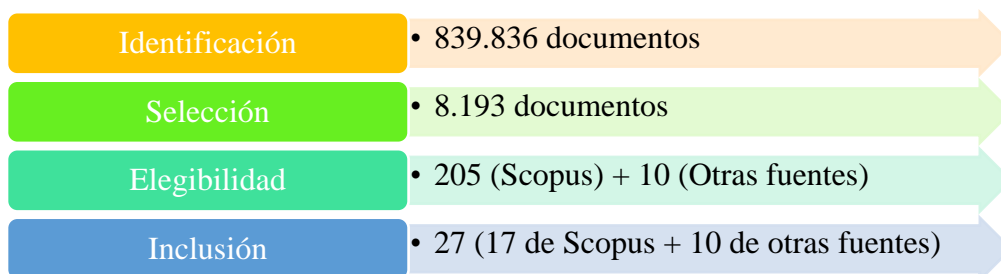 Identificación
• 839.836 documentos
Selección
• 8.193 documentos
Elegibilidad
• 205 (Scopus) + 10 (Otras fuentes)
Inclusión
• 27 (17 de Scopus + 10 de otras fuentes)